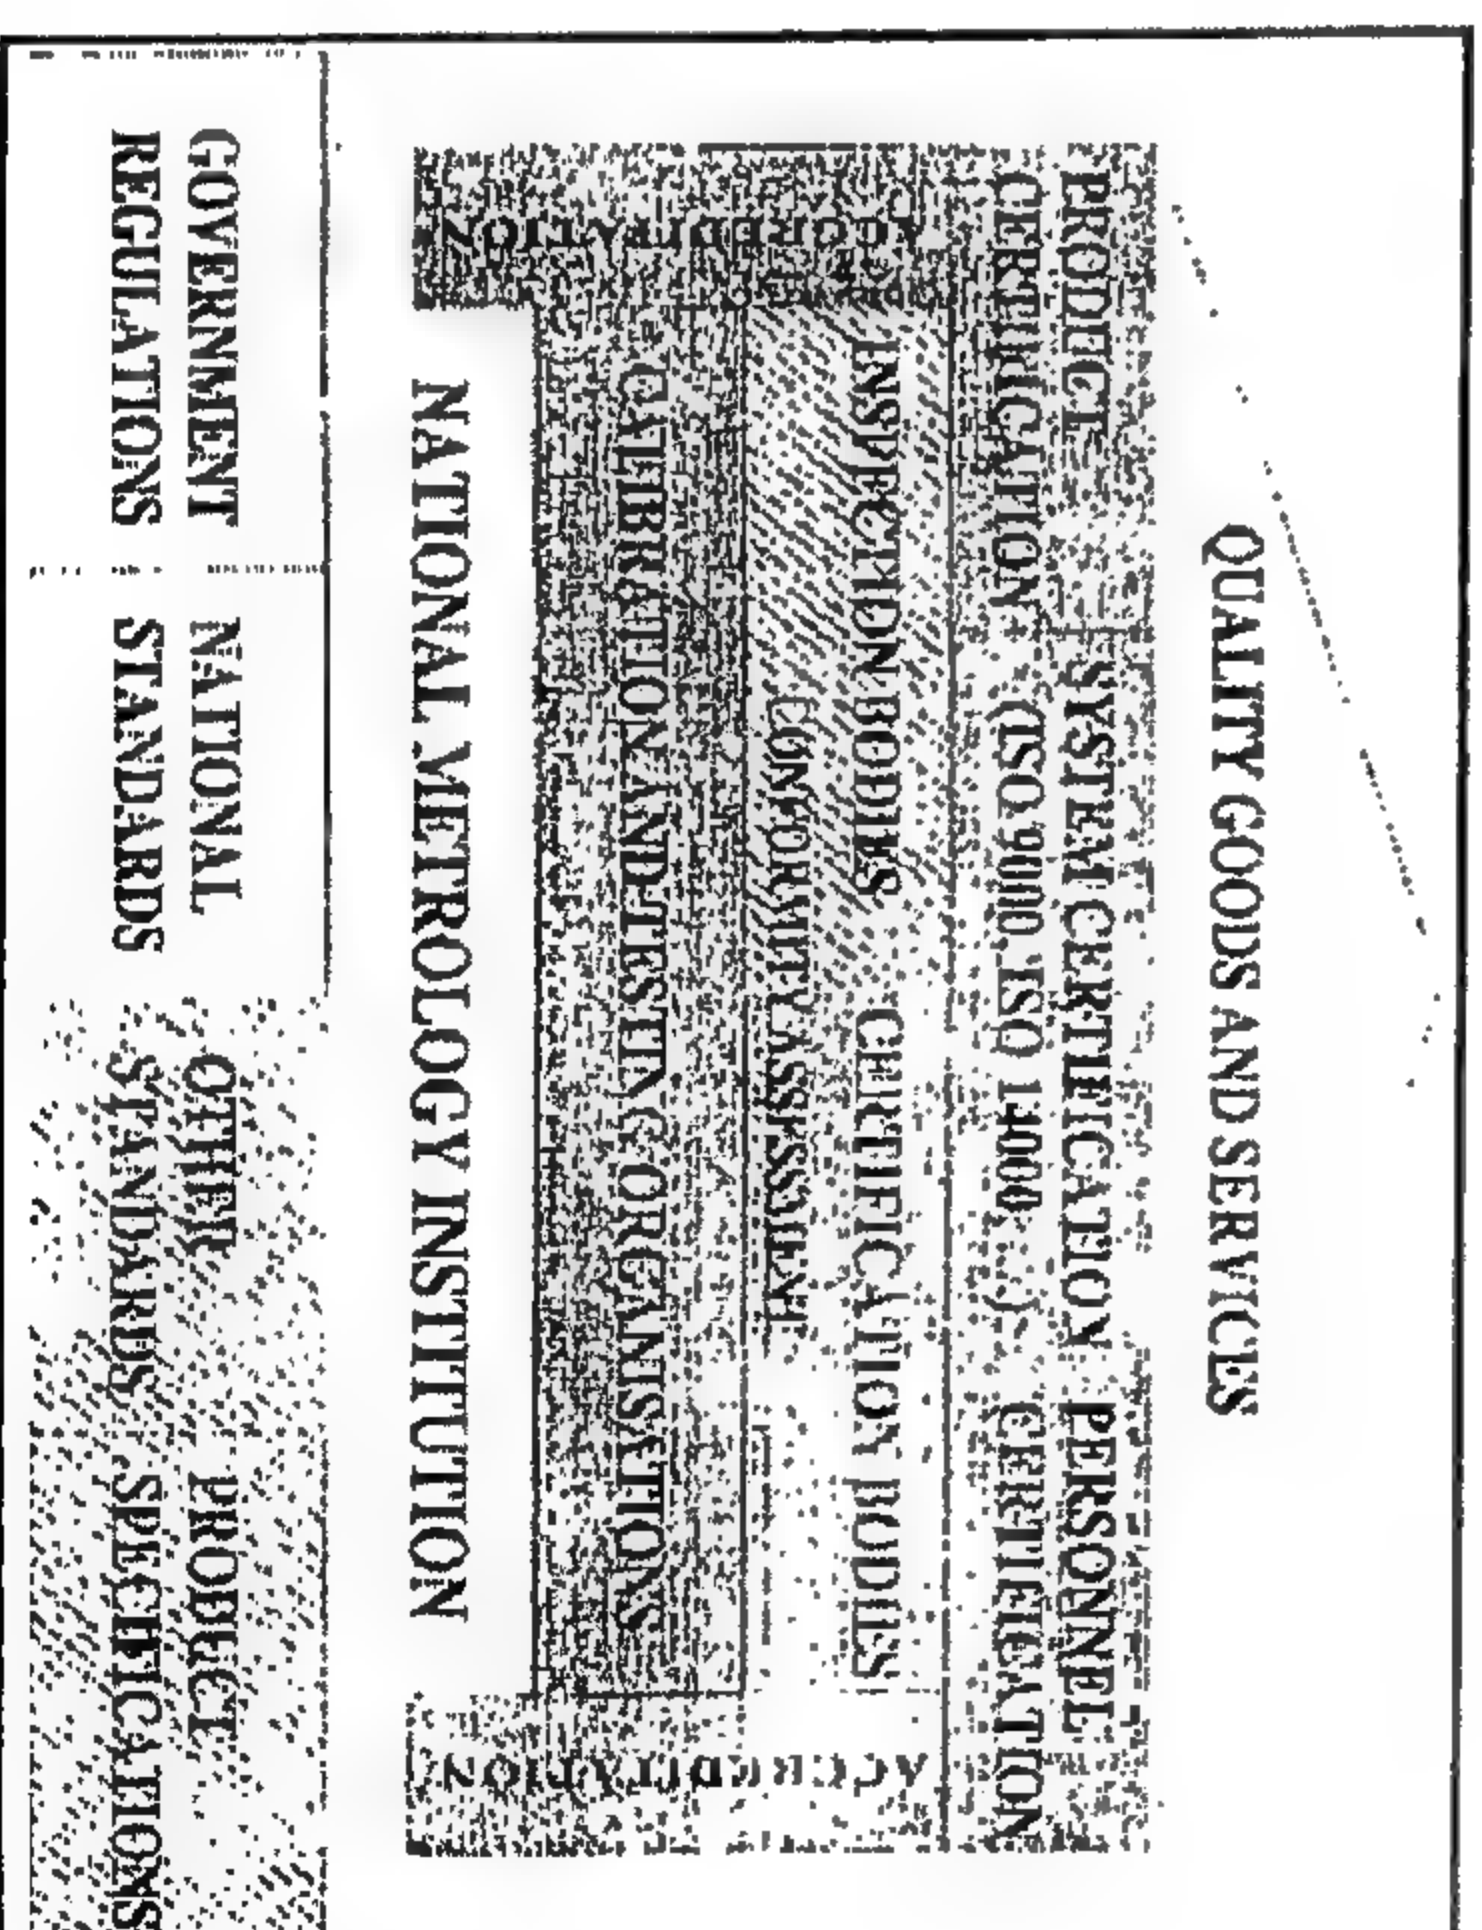 QUALITY GOODS AND SERVICES
PRODUCT SYSTEM CERTIFICATION PERSONNEL
CERTIFICATION (ISO 9000, ISO 14000 ...) CERTIFICATION
INSPECTION BODIES CERTIFICATION BODIES
CONFORMITY ASSESSMENT
CALIBRATION AND TESTING ORGANISATIONS
ACCREDITATION
ACCREDITATION
NATIONAL METROLOGY INSTITUTION
GOVERNMENT NATIONAL OTHER PRODUCT
REGULATIONS STANDARDS STANDARDS SPECIFICATIONS